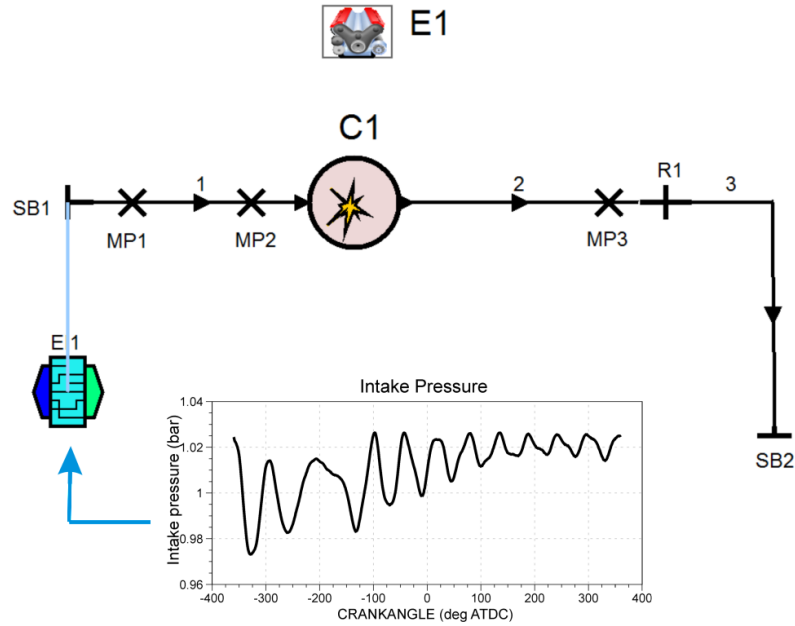 E1
C1
1
2
R1
3
SB1
MP1
MP2
MP3
E 1
SB2
Intake Pressure
Intake pressure (bar)
1.04
1.02
1
0.98
0.96
-400
-300
-200
-100
0
100
200
300
400
CRANKANGLE (deg ATDC)